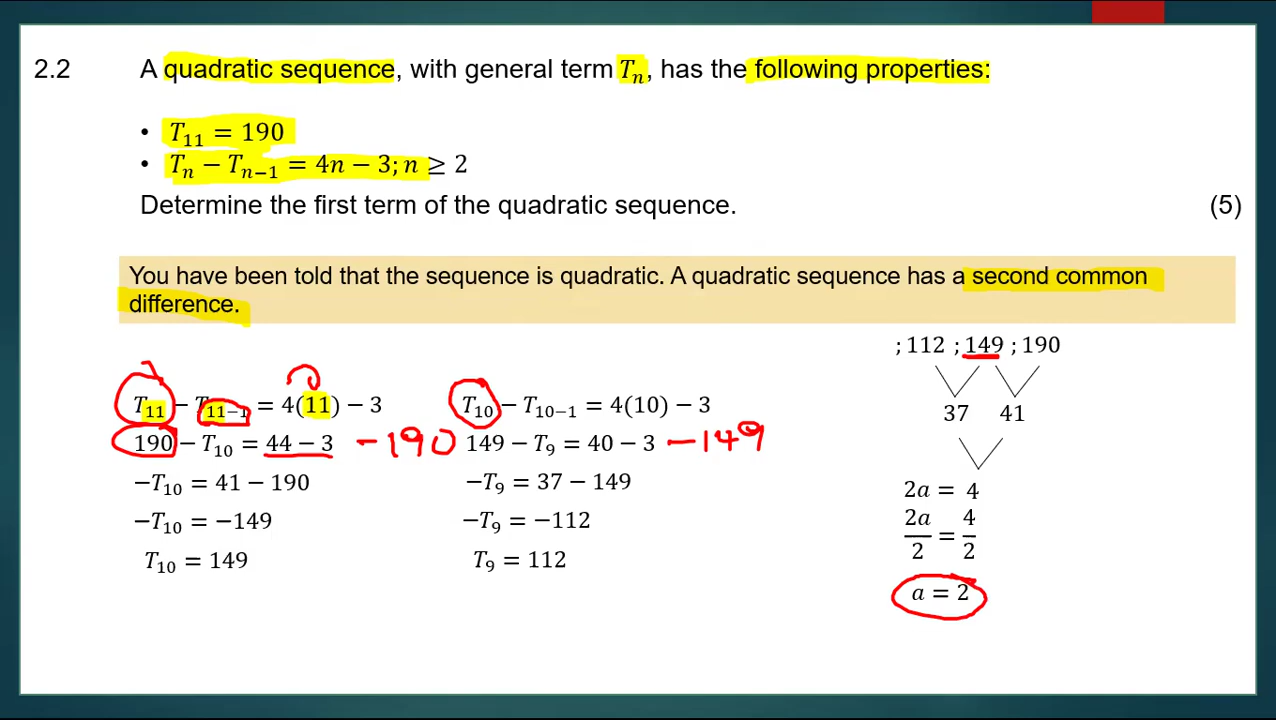 2.2 A quadratic sequence, with general term Tₙ, has the following properties:
• T₁₁ = 190
• Tₙ − Tₙ₋₁ = 4n − 3; n ≥ 2
Determine the first term of the quadratic sequence. (5)
You have been told that the sequence is quadratic. A quadratic sequence has a second common
difference.
T₁₁ − T₁₁₋₁ = 4(11) − 3
190 − T₁₀ = 44 − 3 −190
−T₁₀ = 41 − 190
−T₁₀ = −149
T₁₀ = 149
T₁₀ − T₁₀₋₁ = 4(10) − 3
149 − T₉ = 40 − 3 −149
−T₉ = 37 − 149
−T₉ = −112
T₉ = 112
; 112 ; 149 ; 190
37 41
2a = 4
2a/2 = 4/2
a = 2